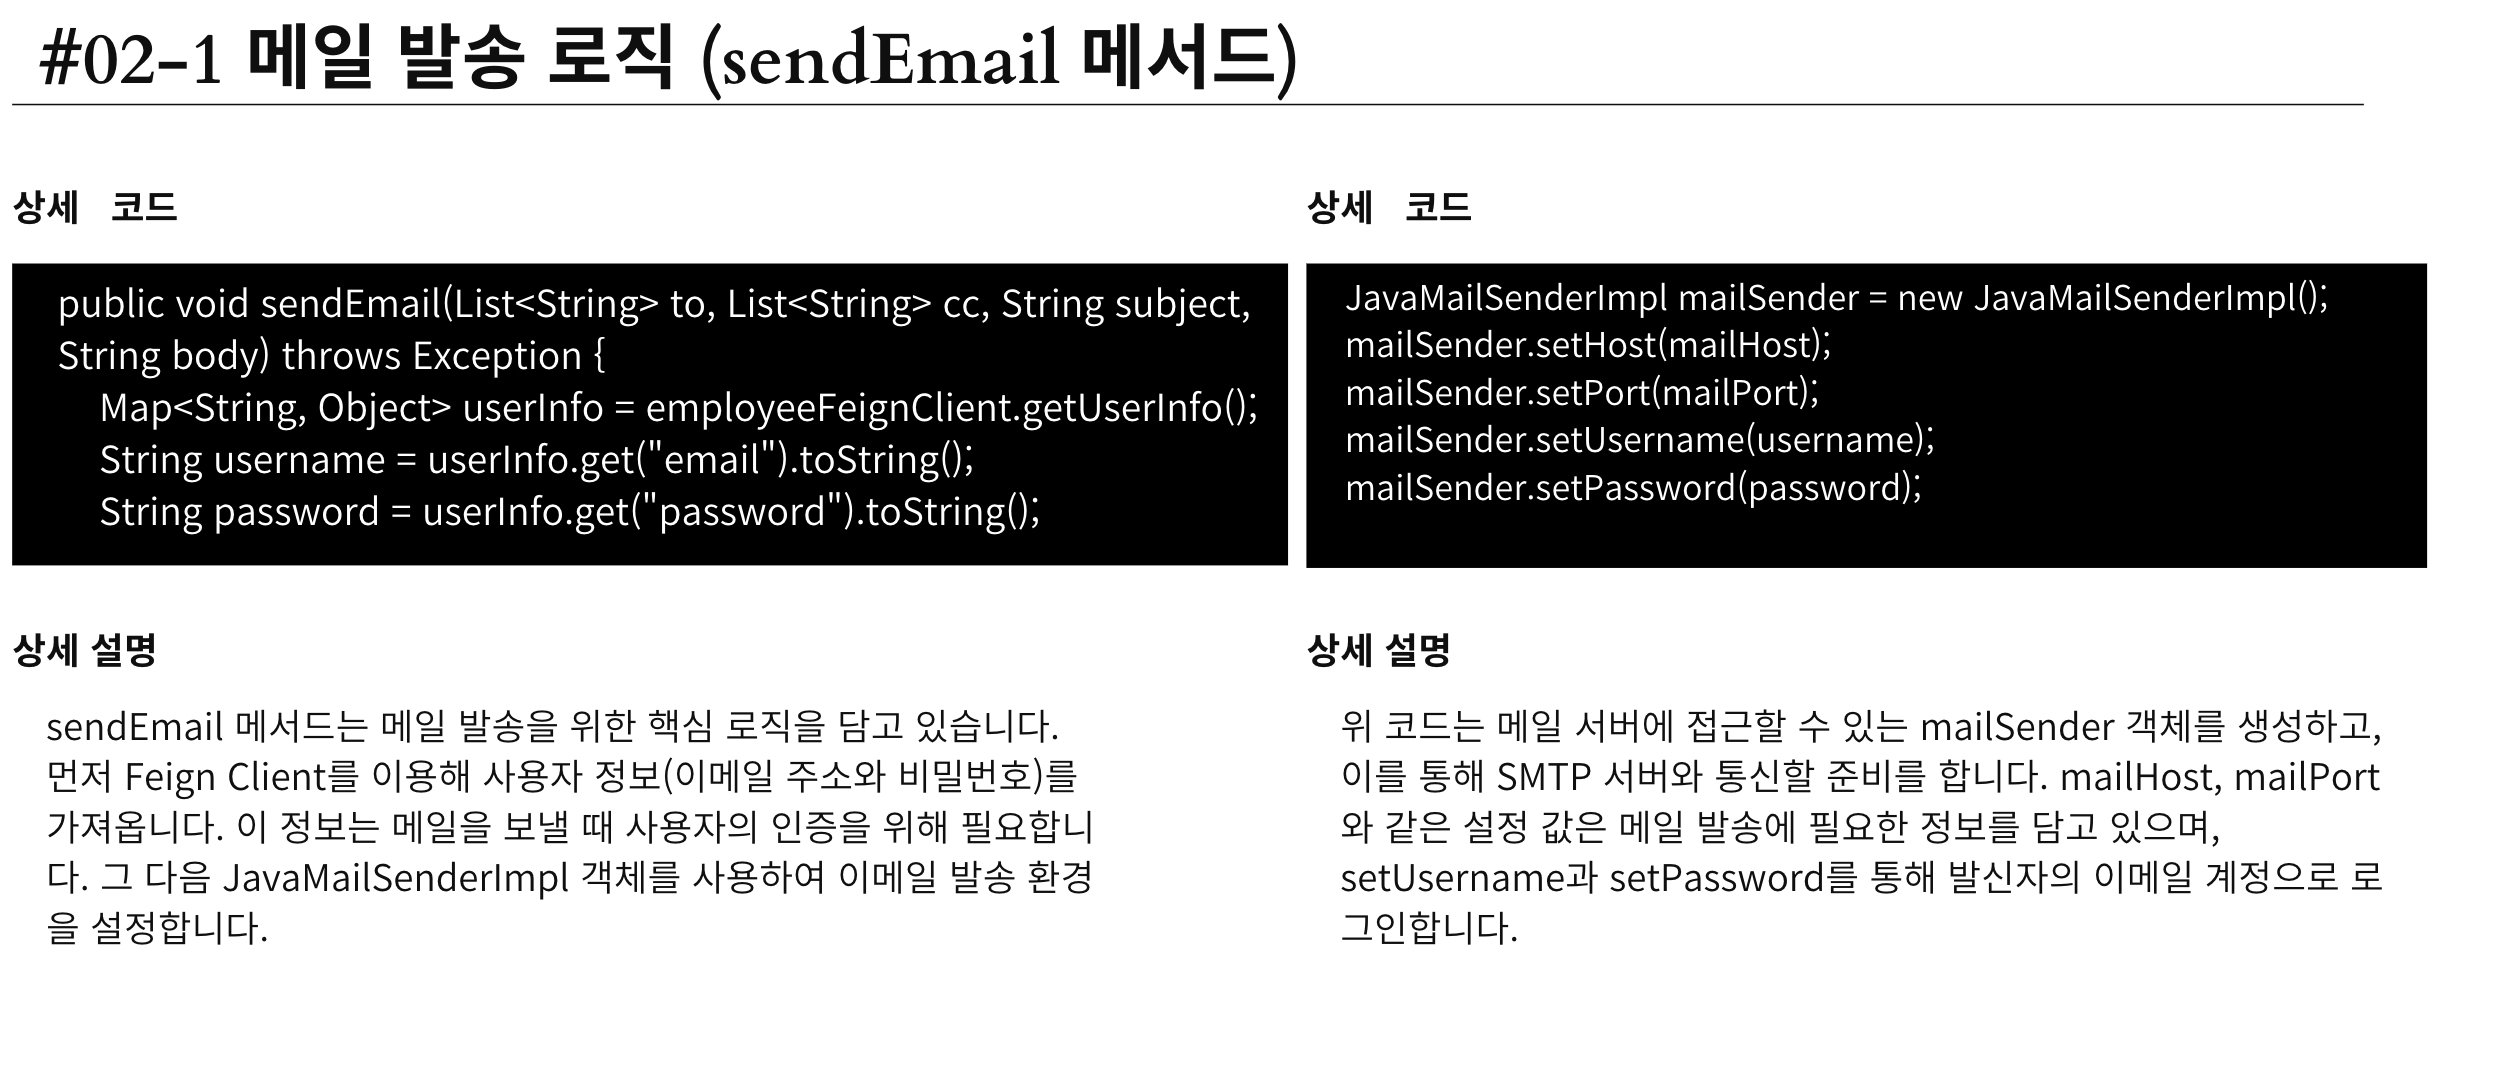 #02-1 메일 발송 로직 (sendEmail 메서드)
상세 코드
public void sendEmail(List<String> to, List<String> cc, String subject,
String body) throws Exception {
Map<String, Object> userInfo = employeeFeignClient.getUserInfo();
String username = userInfo.get("email").toString();
String password = userInfo.get("password").toString();
상세 설명
sendEmail 메서드는 메일 발송을 위한 핵심 로직을 담고 있습니다.
먼저 Feign Client를 이용해 사용자 정보(이메일 주소와 비밀번호)를
가져옵니다. 이 정보는 메일을 보낼 때 사용자의 인증을 위해 필요합니
다. 그 다음 JavaMailSenderImpl 객체를 사용하여 이메일 발송 환경
을 설정합니다.
상세 코드
JavaMailSenderImpl mailSender = new JavaMailSenderImpl();
mailSender.setHost(mailHost);
mailSender.setPort(mailPort);
mailSender.setUsername(username);
mailSender.setPassword(password);
상세 설명
위 코드는 메일 서버에 접근할 수 있는 mailSender 객체를 생성하고,
이를 통해 SMTP 서버와 통신할 준비를 합니다. mailHost, mailPort
와 같은 설정 값은 메일 발송에 필요한 정보를 담고 있으며,
setUsername과 setPassword를 통해 발신자의 이메일 계정으로 로
그인합니다.